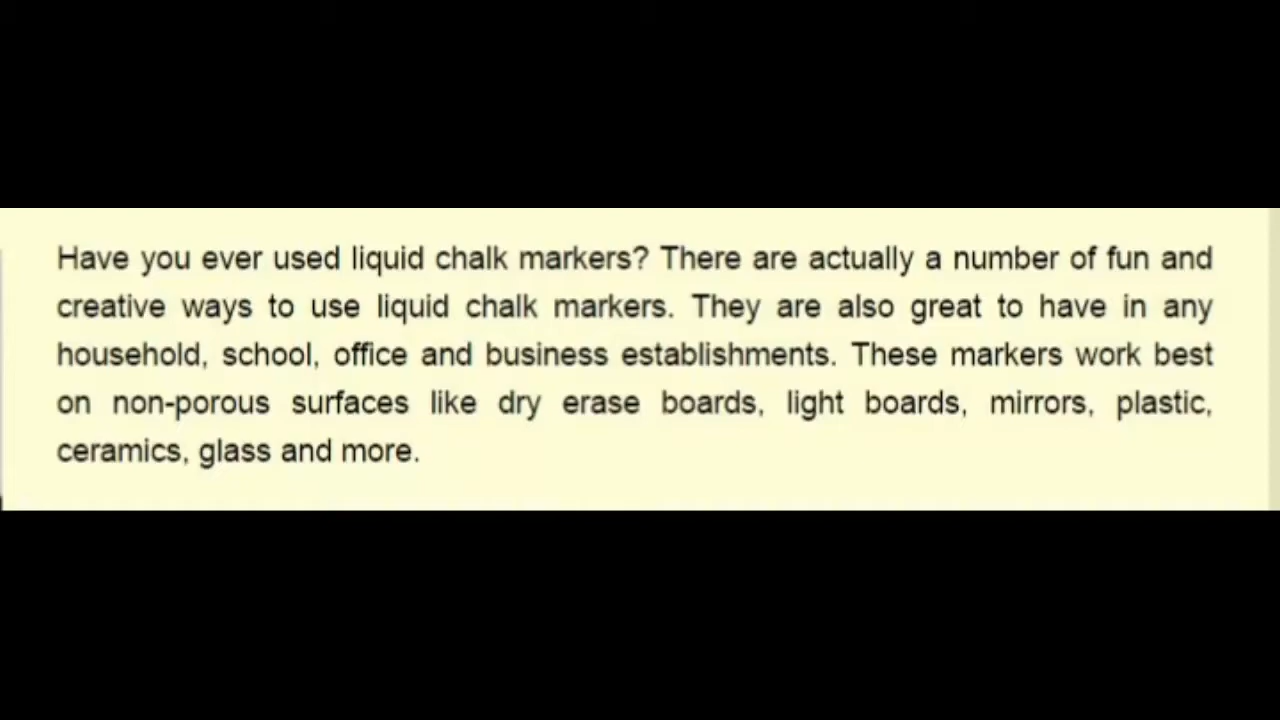 Have you ever used liquid chalk markers? There are actually a number of fun and
creative ways to use liquid chalk markers. They are also great to have in any
household, school, office and business establishments. These markers work best
on non-porous surfaces like dry erase boards, light boards, mirrors, plastic,
ceramics, glass and more.